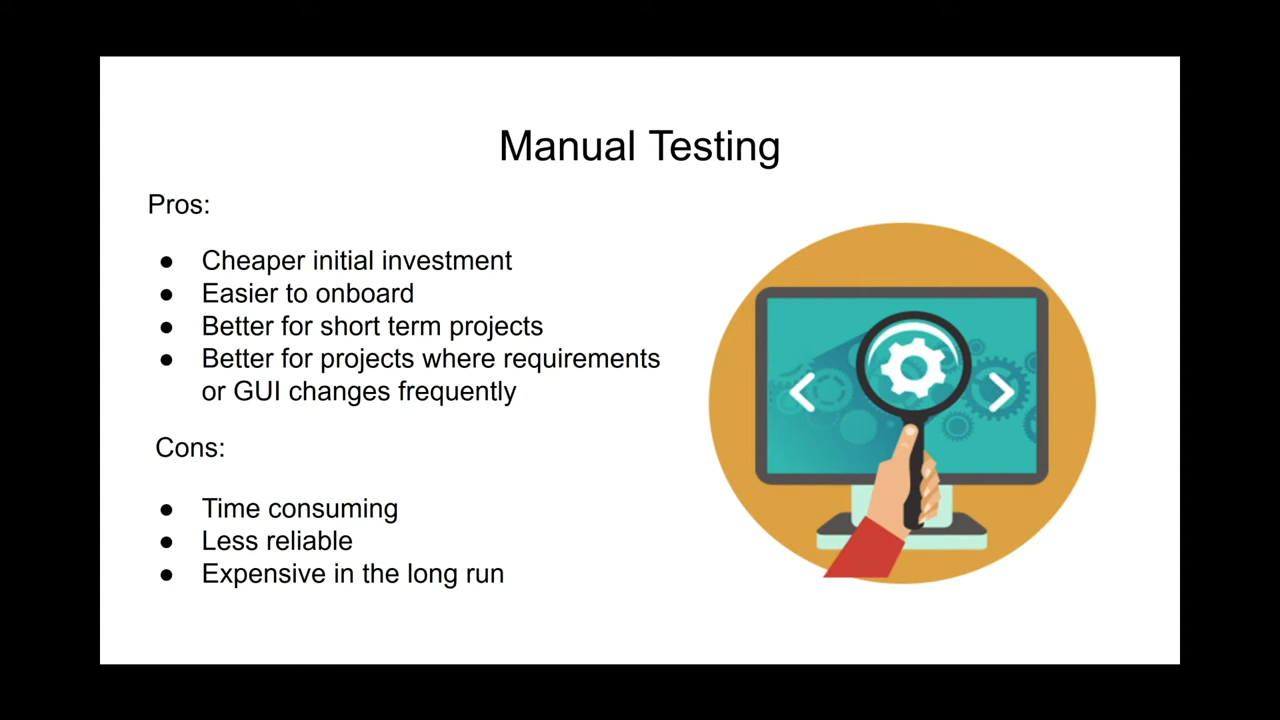 Manual Testing
Pros:
● Cheaper initial investment
● Easier to onboard
● Better for short term projects
● Better for projects where requirements
or GUI changes frequently
Cons:
● Time consuming
● Less reliable
● Expensive in the long run